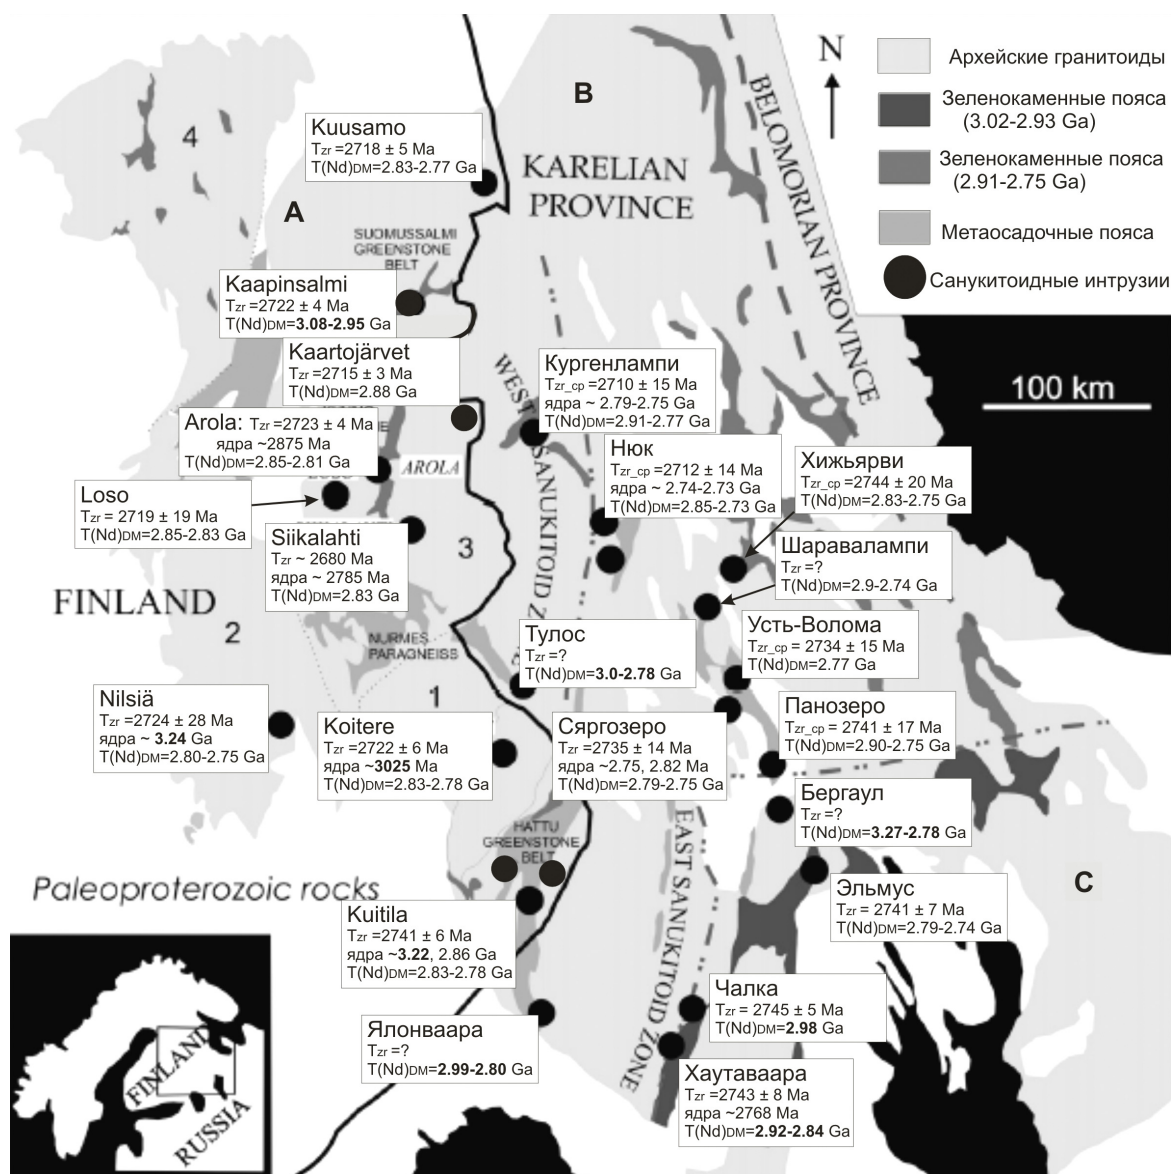 N
Архейские гранитоиды
Зеленокаменные пояса
(3.02-2.93 Ga)
Зеленокаменные пояса
(2.91-2.75 Ga)
Метаосадочные пояса
Санукитоидные интрузии
100 km
4
A
B
C
KARELIAN
PROVINCE
BELOMORIAN PROVINCE
Kuusamo
Tzr =2718 ± 5 Ma
T(Nd)DM=2.83-2.77 Ga
SUOMUSSALMI
GREENSTONE
BELT
Kaapinsalmi
Tzr =2722 ± 4 Ma
T(Nd)DM=3.08-2.95 Ga
Kaartojärvet
Tzr =2715 ± 3 Ma
T(Nd)DM=2.88 Ga
Arola: Tzr =2723 ± 4 Ma
ядра ~2875 Ma
T(Nd)DM=2.85-2.81 Ga
AROLA
Loso
Tzr = 2719 ± 19 Ma
T(Nd)DM=2.85-2.83 Ga
Siikalahti
Tzr ~ 2680 Ma
ядра ~ 2785 Ma
T(Nd)DM=2.83 Ga
3
WEST SANUKITOID Z
Кургенлампи
Tzr_cp =2710 ± 15 Ma
ядра ~ 2.79-2.75 Ga
T(Nd)DM=2.91-2.77 Ga
Нюк
Tzr_cp =2712 ± 14 Ma
ядра ~ 2.74-2.73 Ga
T(Nd)DM=2.85-2.73 Ga
Хижьярви
Tzr_cp =2744 ± 20 Ma
T(Nd)DM=2.83-2.75 Ga
Шаравалампи
Tzr =?
T(Nd)DM=2.9-2.74 Ga
FINLAND
2
NURMES
PARAGNEISS
1
Тулос
Tzr =?
T(Nd)DM=3.0-2.78 Ga
Усть-Волома
Tzr_cp =2734 ± 15 Ma
T(Nd)DM=2.77 Ga
Nilsiä
Tzr =2724 ± 28 Ma
ядра ~ 3.24 Ga
T(Nd)DM=2.80-2.75 Ga
Koitere
Tzr =2722 ± 6 Ma
ядра ~3025 Ma
T(Nd)DM=2.83-2.78 Ga
Сяргозеро
Tzr =2735 ± 14 Ma
ядра ~2.75, 2.82 Ma
T(Nd)DM=2.79-2.75 Ga
Панозеро
Tzr_cp = 2741 ± 17 Ma
T(Nd)DM=2.90-2.75 Ga
Бергаул
Tzr =?
T(Nd)DM=3.27-2.78 Ga
HATTU
GREENSTONE
BELT
EAST SANUKITOID ZONE
Эльмус
Tzr = 2741 ± 7 Ma
T(Nd)DM=2.79-2.74 Ga
Paleoproterozoic rocks
Kuitila
Tzr =2741 ± 6 Ma
ядра ~3.22, 2.86 Ga
T(Nd)DM=2.83-2.78 Ga
Чалка
Tzr = 2745 ± 5 Ma
T(Nd)DM=2.98 Ga
Ялонваара
Tzr =?
T(Nd)DM=2.99-2.80 Ga
Хаутаваара
Tzr =2743 ± 8 Ma
ядра ~2768 Ma
T(Nd)DM=2.92-2.84 Ga
FINLAND
RUSSIA